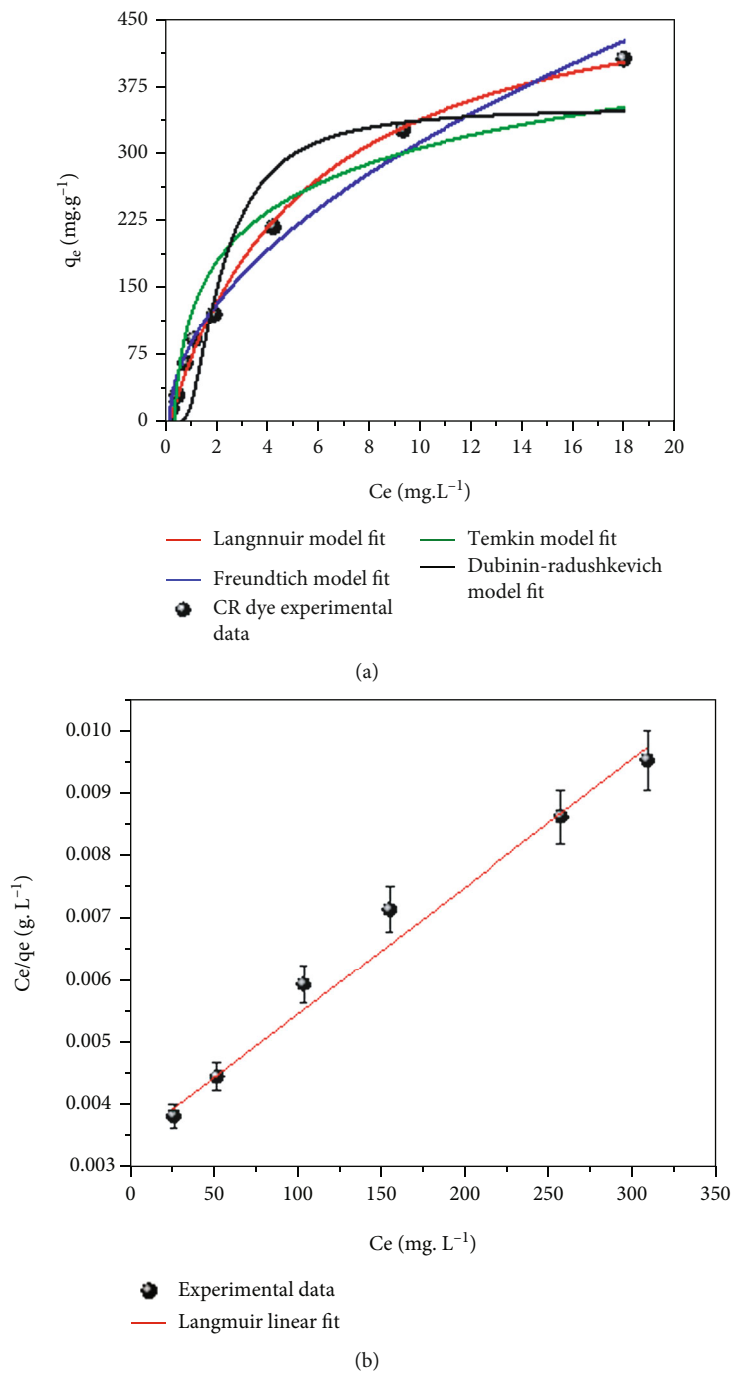 450
375
300
225
150
75
0
q_e (mg.g⁻¹)
0 2 4 6 8 10 12 14 16 18 20
Ce (mg.L⁻¹)
Langnnuir model fit
Freundtich model fit
CR dye experimental
data
Temkin model fit
Dubinin-radushkevich
model fit
(a)
0.010
0.009
0.008
0.007
0.006
0.005
0.004
0.003
Ce/qe (g. L⁻¹)
0 50 100 150 200 250 300 350
Ce (mg. L⁻¹)
Experimental data
Langmuir linear fit
(b)